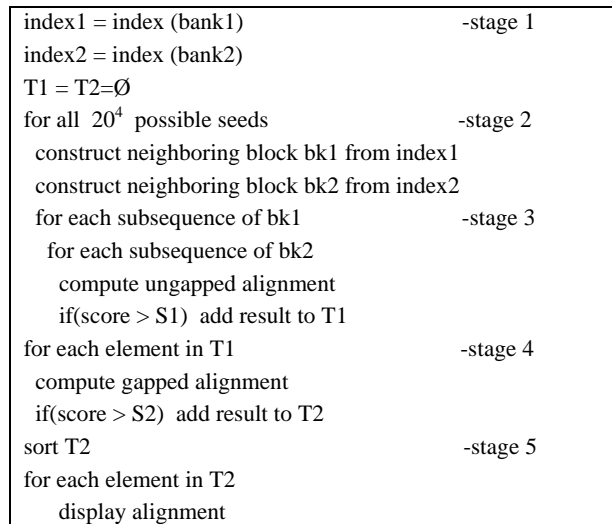 index1 = index (bank1) -stage 1
index2 = index (bank2)
T1 = T2=Ø
for all 20⁴ possible seeds -stage 2
construct neighboring block bk1 from index1
construct neighboring block bk2 from index2
for each subsequence of bk1 -stage 3
for each subsequence of bk2
compute ungapped alignment
if(score > S1) add result to T1
for each element in T1 -stage 4
compute gapped alignment
if(score > S2) add result to T2
sort T2 -stage 5
for each element in T2
display alignment